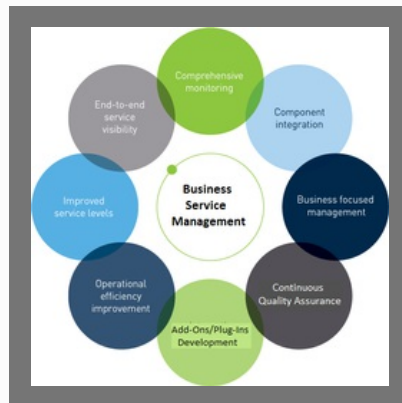 Comprehensive
monitoring
Component
integration
Business focused
management
Continuous
Quality Assurance
Add-Ons/Plug-Ins
Development
Operational
efficiency
improvement
Improved
service levels
End-to-end
service
visibility
Business
Service
Management